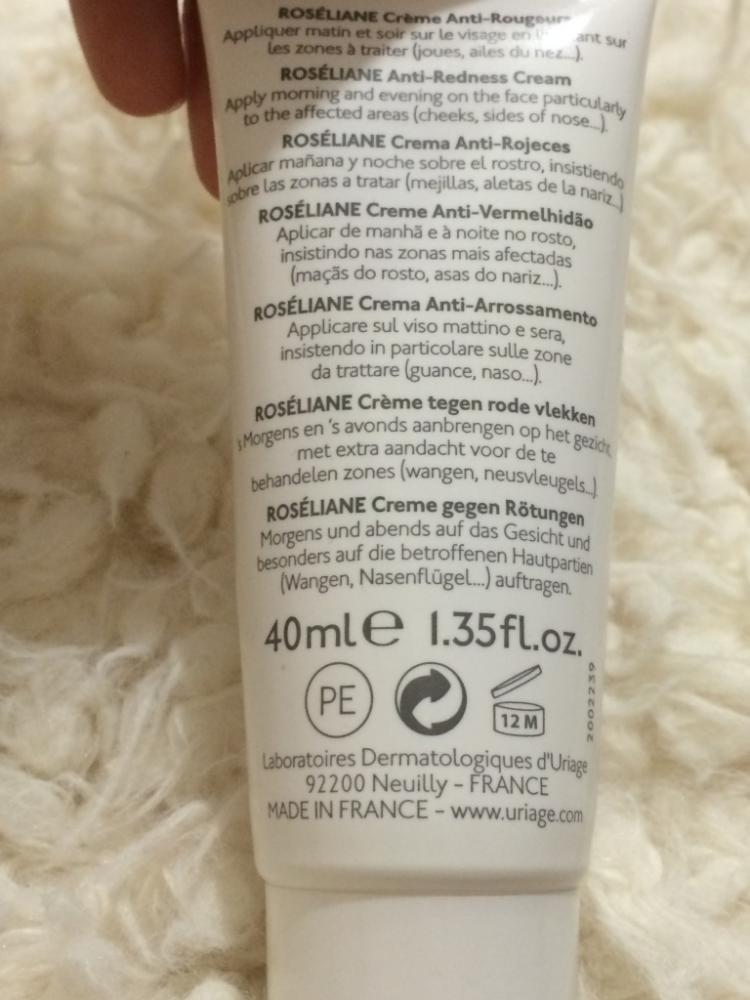 ROSÉLIANE Crème Anti-Rougeurs
Appliquer matin et soir sur le visage en sur
les zones à traiter (joues, ailes du nez...).
ROSÉLIANE Anti-Redness Cream
Apply morning and evening on the face particularly
to the affected areas (cheeks, sides of nose...).
ROSÉLIANE Crema Anti-Rojeces
Aplicar mañana y noche sobre el rostro, insistiendo
sobre las zonas a tratar (mejillas, aletas de la nariz...)
ROSÉLIANE Creme Anti-Vermelhidão
Aplicar de manhã e à noite no rosto,
insistindo nas zonas mais afectadas
(maçãs do rosto, asas do nariz...).
ROSÉLIANE Crema Anti-Arrossamento
Applicare sul viso mattino e sera,
insistendo in particolare sulle zone
da trattare (guance, naso...).
ROSÉLIANE Crème tegen rode vlekken
'sMorgens en 's avonds aanbrengen op het gezicht,
met extra aandacht voor de te
behandelen zones (wangen, neusvleugels...)
ROSÉLIANE Creme gegen Rötungen
Morgens und abends auf das Gesicht und
besonders auf die betroffenen Hautpartien
(Wangen, Nasenflügel...) auftragen.
40ml e 1.35fl.oz.
PE
12 M
2002239
Laboratoires Dermatologiques d'Uriage
92200 Neuilly - FRANCE
MADE IN FRANCE - www.uriage.com